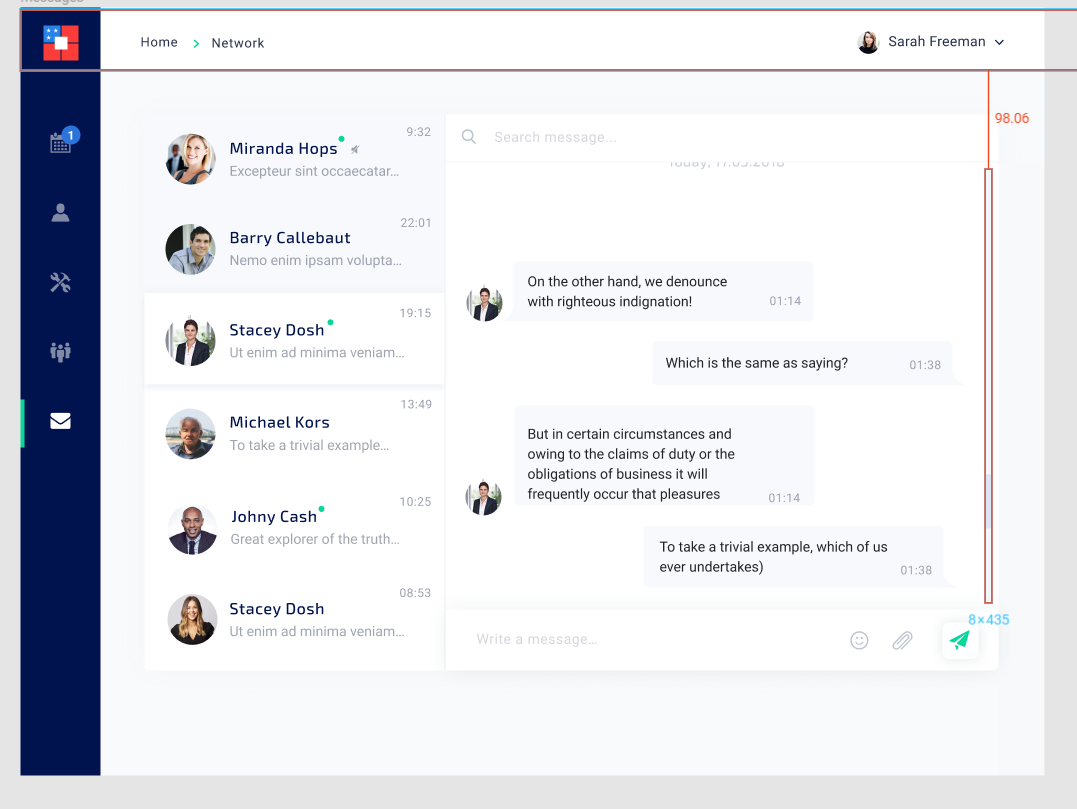 messages
Home > Network
Sarah Freeman
98.06
1
9:32
Miranda Hops
Excepteur sint occaecatar...
22:01
Barry Callebaut
Nemo enim ipsam volupta...
19:15
Stacey Dosh
Ut enim ad minima veniam...
13:49
Michael Kors
To take a trivial example...
10:25
Johny Cash
Great explorer of the truth...
08:53
Stacey Dosh
Ut enim ad minima veniam...
Search message...
Today, 17.05.2018
On the other hand, we denounce
with righteous indignation!
01:14
Which is the same as saying?
01:38
But in certain circumstances and
owing to the claims of duty or the
obligations of business it will
frequently occur that pleasures
01:14
To take a trivial example, which of us
ever undertakes)
01:38
Write a message...
8×435